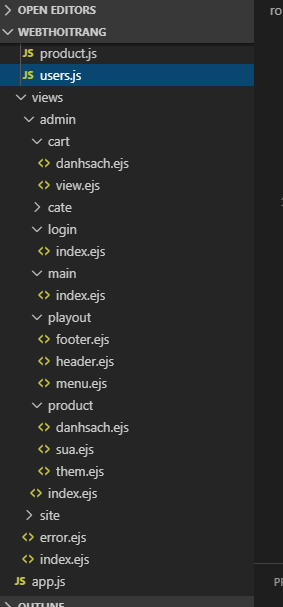 OPEN EDITORS
WEBTHOITRANG
JS product.js
JS users.js
views
admin
cart
<> danhsach.ejs
<> view.ejs
cate
login
<> index.ejs
main
<> index.ejs
playout
<> footer.ejs
<> header.ejs
<> menu.ejs
product
<> danhsach.ejs
<> sua.ejs
<> them.ejs
<> index.ejs
site
<> error.ejs
<> index.ejs
JS app.js
ro